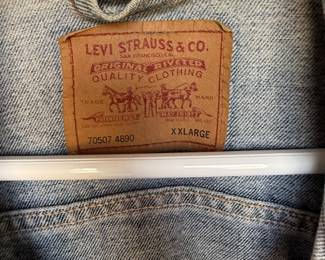 LEVI STRAUSS & CO.
SAN FRANCISCO, CAL.
ORIGINAL RIVETED
QUALITY CLOTHING
TRADE MARK
70507 4890 XXLARGE